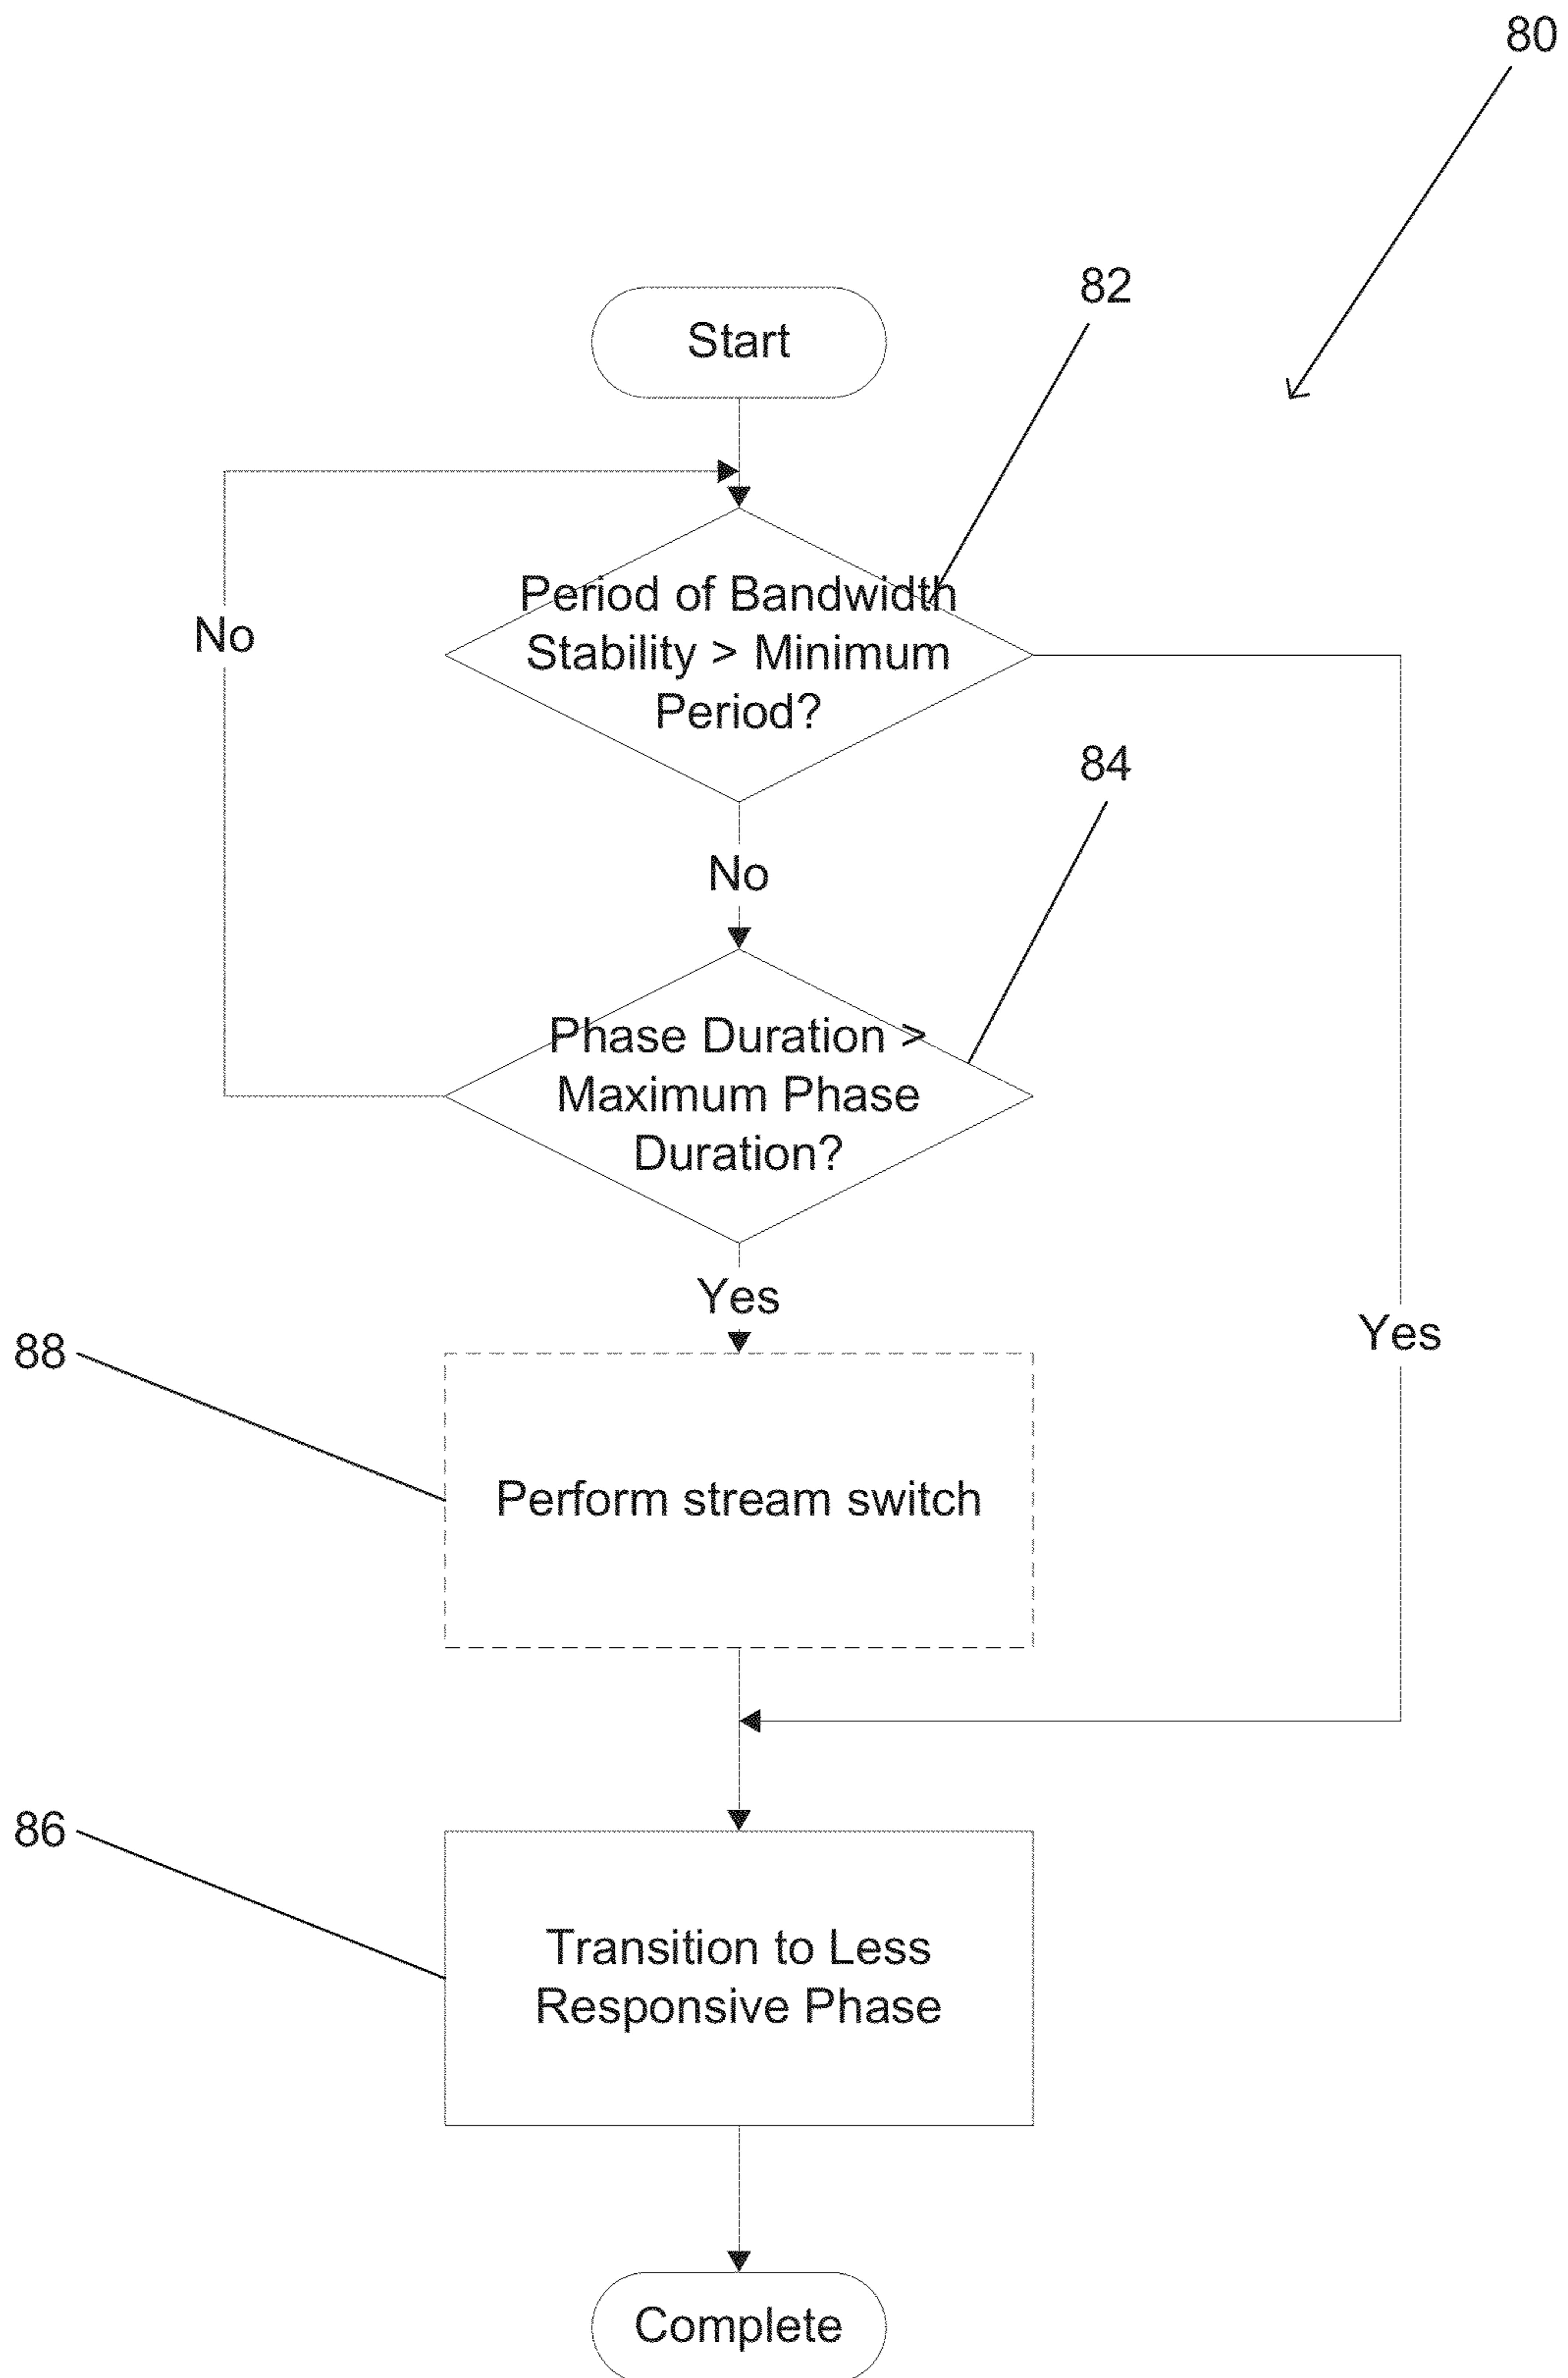 80
82
Start
Period of Bandwidth
Stability > Minimum
Period?
No
84
No
Phase Duration >
Maximum Phase
Duration?
Yes
Yes
88
Perform stream switch
86
Transition to Less
Responsive Phase
Complete